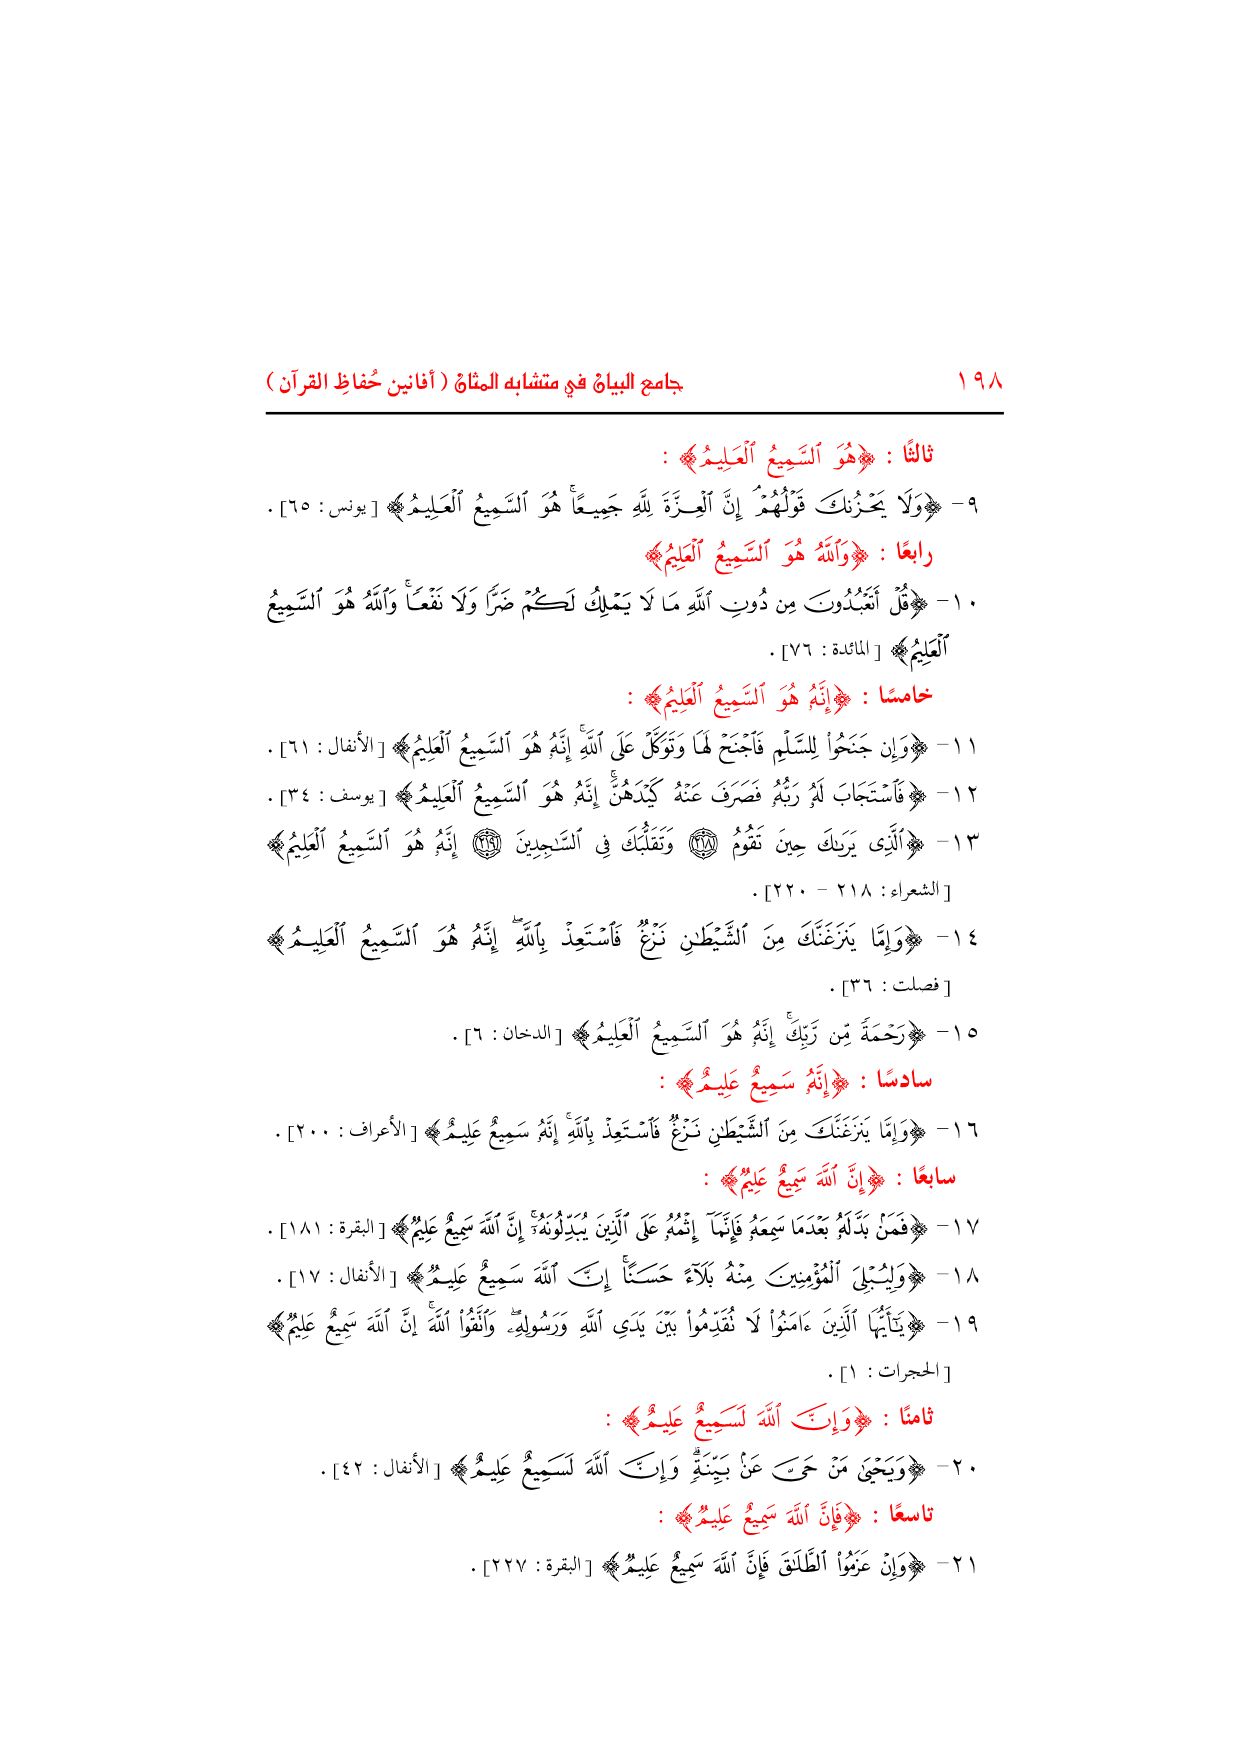 ١٩٨ جامع البيان في متشابه المثان ( أفانين حُفاظِ القرآن )
ثالثًا : ﴿هُوَ ٱلسَّمِيعُ ٱلْعَلِيمُ﴾ :
٩- ﴿وَلَا يَحْزُنكَ قَوْلُهُمْ ۘ إِنَّ ٱلْعِزَّةَ لِلَّهِ جَمِيعًا ۚ هُوَ ٱلسَّمِيعُ ٱلْعَلِيمُ﴾ [يونس : ٦٥] .
رابعًا : ﴿وَٱللَّهُ هُوَ ٱلسَّمِيعُ ٱلْعَلِيمُ﴾
١٠- ﴿قُلْ أَتَعْبُدُونَ مِن دُونِ ٱللَّهِ مَا لَا يَمْلِكُ لَكُمْ ضَرًّا وَلَا نَفْعًا ۚ وَٱللَّهُ هُوَ ٱلسَّمِيعُ
ٱلْعَلِيمُ﴾ [المائدة : ٧٦] .
خامسًا : ﴿إِنَّهُۥ هُوَ ٱلسَّمِيعُ ٱلْعَلِيمُ﴾ :
١١- ﴿وَإِن جَنَحُوا۟ لِلسَّلْمِ فَٱجْنَحْ لَهَا وَتَوَكَّلْ عَلَى ٱللَّهِ ۚ إِنَّهُۥ هُوَ ٱلسَّمِيعُ ٱلْعَلِيمُ﴾ [الأنفال : ٦١] .
١٢- ﴿فَٱسْتَجَابَ لَهُۥ رَبُّهُۥ فَصَرَفَ عَنْهُ كَيْدَهُنَّ ۚ إِنَّهُۥ هُوَ ٱلسَّمِيعُ ٱلْعَلِيمُ﴾ [يوسف : ٣٤] .
١٣- ﴿ٱلَّذِى يَرَىٰكَ حِينَ تَقُومُ ٢١٨ وَتَقَلُّبَكَ فِى ٱلسَّـٰجِدِينَ ٢١٩ إِنَّهُۥ هُوَ ٱلسَّمِيعُ ٱلْعَلِيمُ﴾
[الشعراء : ٢١٨ - ٢٢٠] .
١٤- ﴿وَإِمَّا يَنزَغَنَّكَ مِنَ ٱلشَّيْطَـٰنِ نَزْغٌ فَٱسْتَعِذْ بِٱللَّهِ ۖ إِنَّهُۥ هُوَ ٱلسَّمِيعُ ٱلْعَلِيمُ﴾
[فصلت : ٣٦] .
١٥- ﴿رَحْمَةً مِّن رَّبِّكَ ۚ إِنَّهُۥ هُوَ ٱلسَّمِيعُ ٱلْعَلِيمُ﴾ [الدخان : ٦] .
سادسًا : ﴿إِنَّهُۥ سَمِيعٌ عَلِيمٌ﴾ :
١٦- ﴿وَإِمَّا يَنزَغَنَّكَ مِنَ ٱلشَّيْطَـٰنِ نَزْغٌ فَٱسْتَعِذْ بِٱللَّهِ ۚ إِنَّهُۥ سَمِيعٌ عَلِيمٌ﴾ [الأعراف : ٢٠٠] .
سابعًا : ﴿إِنَّ ٱللَّهَ سَمِيعٌ عَلِيمٌ﴾ :
١٧- ﴿فَمَنۢ بَدَّلَهُۥ بَعْدَمَا سَمِعَهُۥ فَإِنَّمَآ إِثْمُهُۥ عَلَى ٱلَّذِينَ يُبَدِّلُونَهُۥٓ ۚ إِنَّ ٱللَّهَ سَمِيعٌ عَلِيمٌ﴾ [البقرة : ١٨١] .
١٨- ﴿وَلِيُبْلِىَ ٱلْمُؤْمِنِينَ مِنْهُ بَلَآءً حَسَنًا ۚ إِنَّ ٱللَّهَ سَمِيعٌ عَلِيمٌ﴾ [الأنفال : ١٧] .
١٩- ﴿يَـٰٓأَيُّهَا ٱلَّذِينَ ءَامَنُوا۟ لَا تُقَدِّمُوا۟ بَيْنَ يَدَىِ ٱللَّهِ وَرَسُولِهِۦ ۖ وَٱتَّقُوا۟ ٱللَّهَ ۚ إِنَّ ٱللَّهَ سَمِيعٌ عَلِيمٌ﴾
[الحجرات : ١] .
ثامنًا : ﴿وَإِنَّ ٱللَّهَ لَسَمِيعٌ عَلِيمٌ﴾ :
٢٠- ﴿وَيَحْيَىٰ مَنْ حَىَّ عَنۢ بَيِّنَةٍ ۗ وَإِنَّ ٱللَّهَ لَسَمِيعٌ عَلِيمٌ﴾ [الأنفال : ٤٢] .
تاسعًا : ﴿فَإِنَّ ٱللَّهَ سَمِيعٌ عَلِيمٌ﴾ :
٢١- ﴿وَإِنْ عَزَمُوا۟ ٱلطَّلَـٰقَ فَإِنَّ ٱللَّهَ سَمِيعٌ عَلِيمٌ﴾ [البقرة : ٢٢٧] .